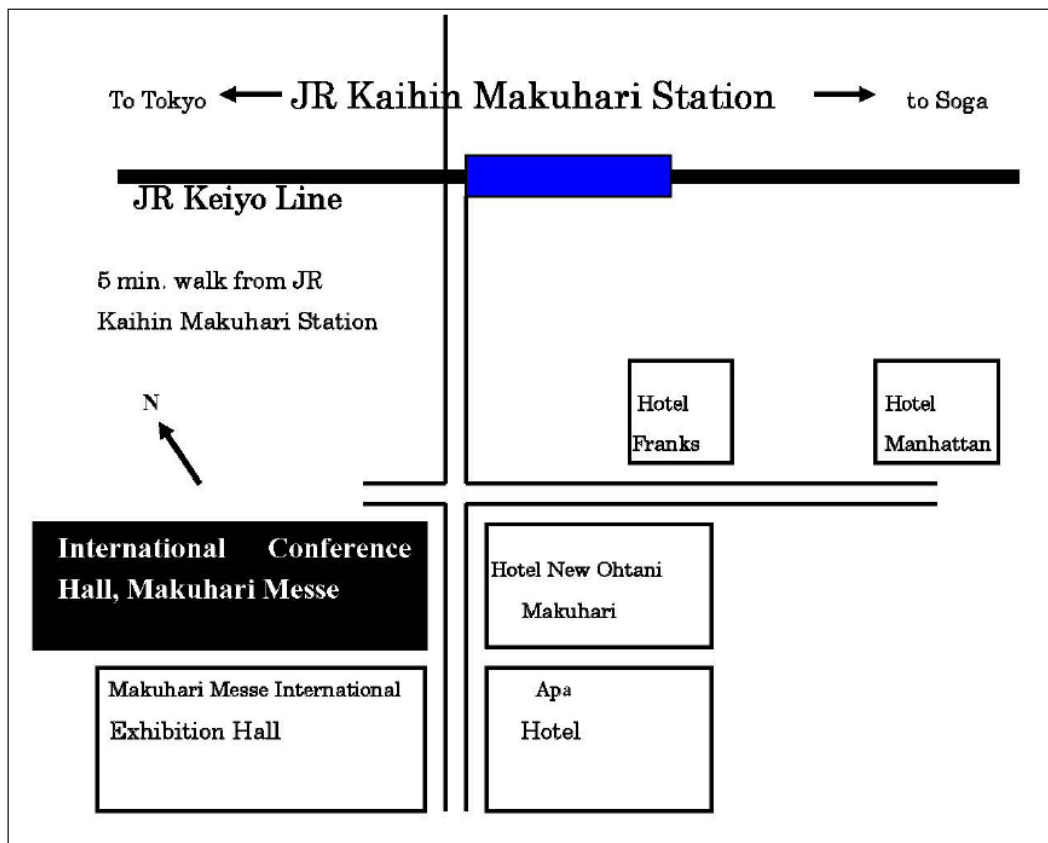 To Tokyo JR Kaihin Makuhari Station to Soga
JR Keiyo Line
5 min. walk from JR
Kaihin Makuhari Station
N
Hotel
Franks
Hotel
Manhattan
International Conference
Hall, Makuhari Messe
Hotel New Ohtani
Makuhari
Makuhari Messe International
Exhibition Hall
Apa
Hotel